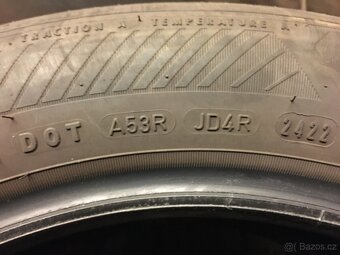 TRACTION A TEMPERATURE A
DOT A53R JD4R 2422
Bazos.cz